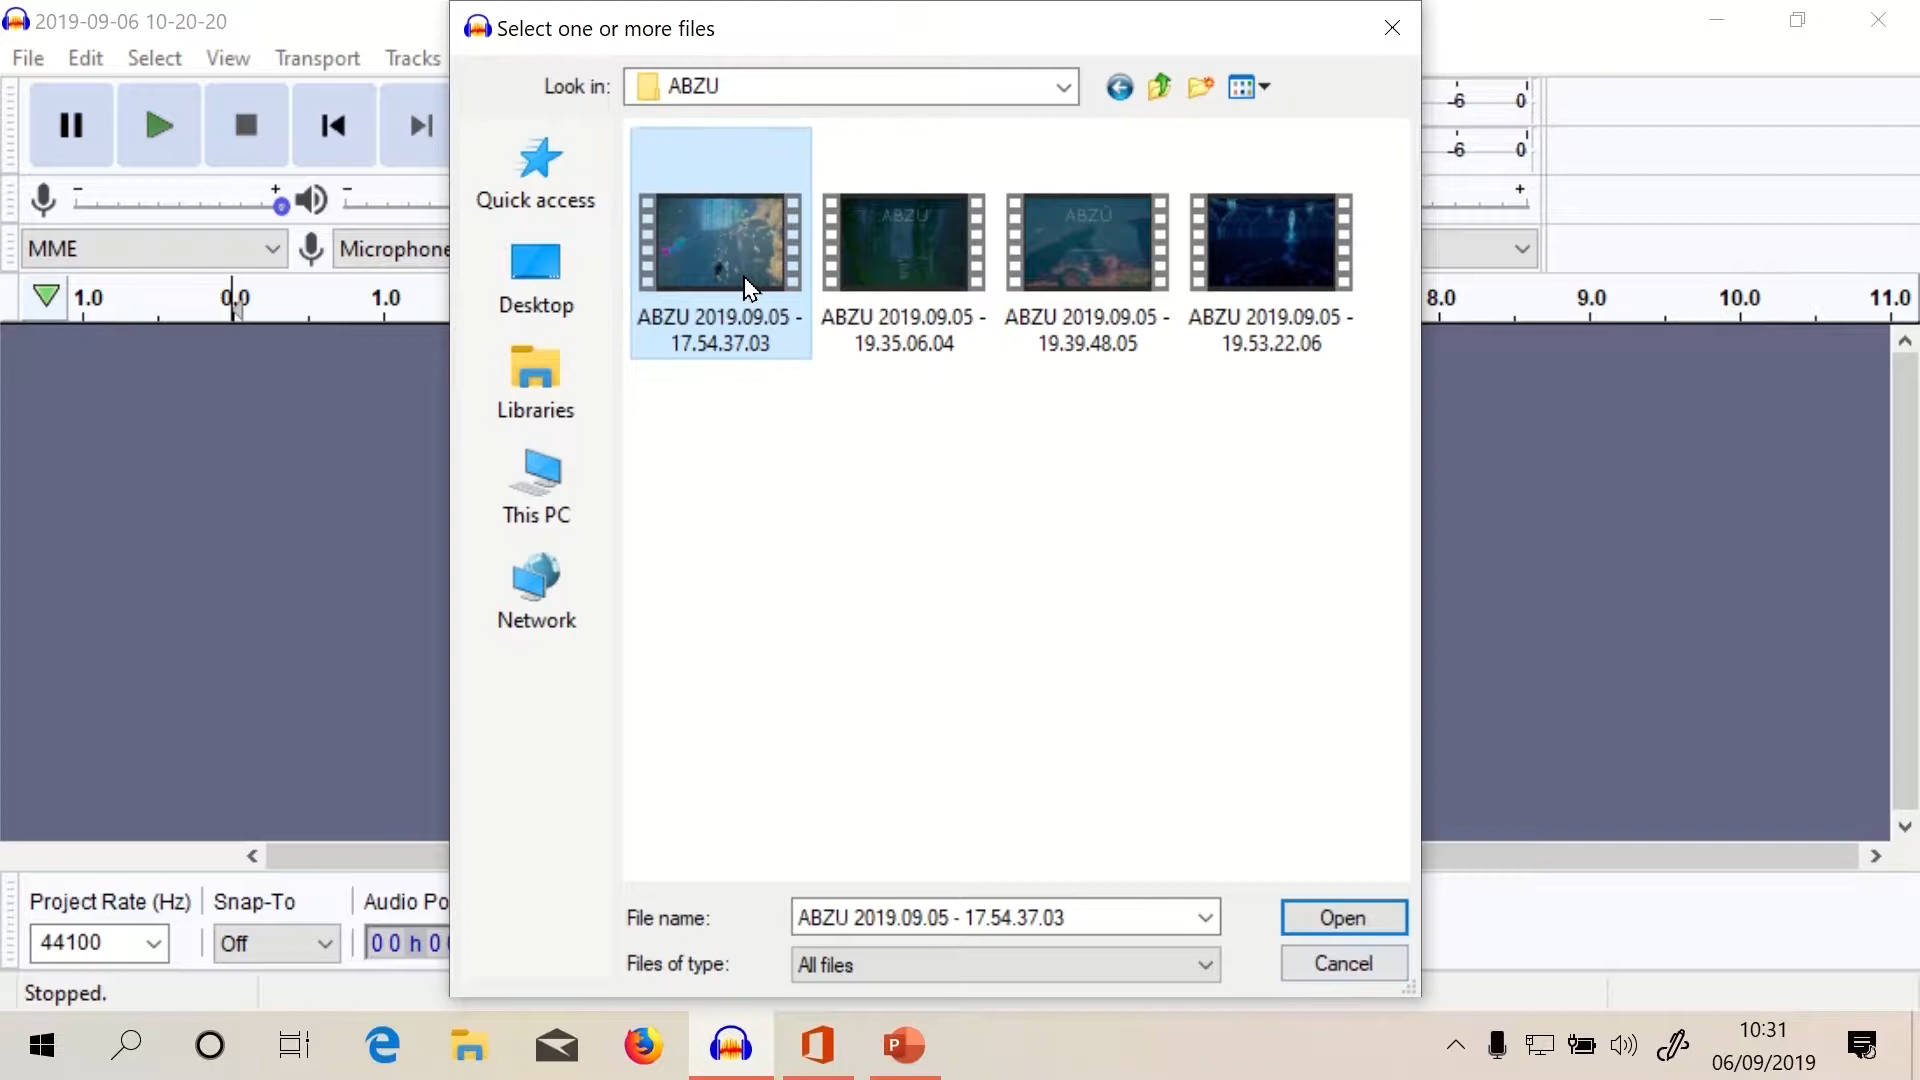 2019-09-06 10-20-20
File Edit Select View Transport Tracks
MME
Microphone
1.0 0.0 1.0
Select one or more files
Look in: ABZU
Quick access
Desktop
Libraries
This PC
Network
ABZU
ABZU 2019.09.05 -
17.54.37.03
ABZU
ABZU 2019.09.05 -
19.35.06.04
ABZÛ
ABZU 2019.09.05 -
19.39.48.05
ABZU 2019.09.05 -
19.53.22.06
File name: ABZU 2019.09.05 - 17.54.37.03 Open
Files of type: All files Cancel
-6 0
-6 0
8.0 9.0 10.0 11.0
Project Rate (Hz) Snap-To Audio Po
44100 Off 00 h 0
Stopped.
P
10:31
06/09/2019